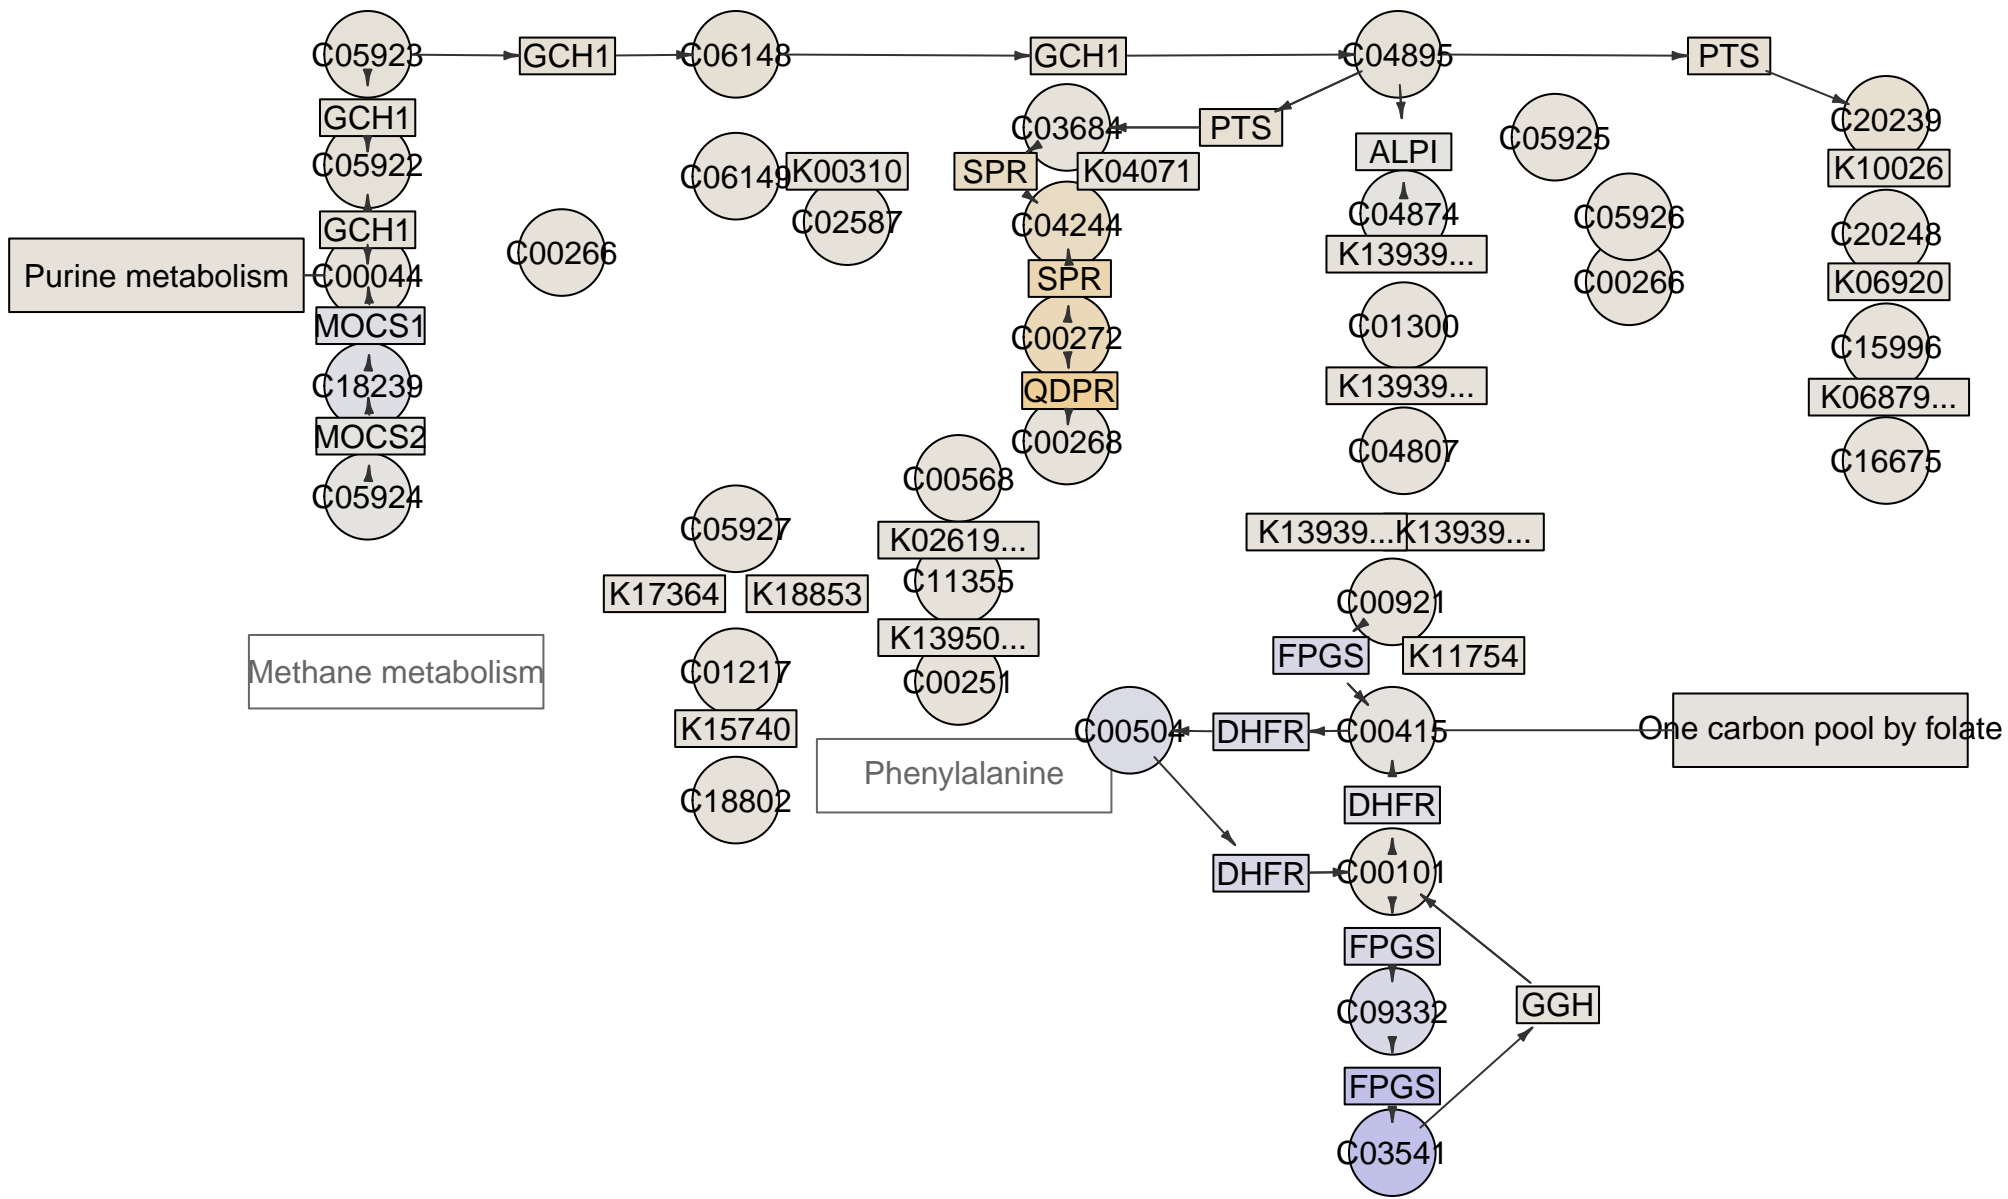 C05923
GCH1
C06148
GCH1
C04895
PTS
GCH1
C03684
PTS
C20239
C05922
C06149
K00310
SPR
K04071
ALPI
C05925
K10026
GCH1
C00266
C02587
C04244
C04874
C05926
C20248
Purine metabolism
C00044
SPR
K13939...
C00266
K06920
MOCS1
C00272
C01300
C15996
C18239
QDPR
K13939...
K06879...
MOCS2
C00268
C04807
C16675
C05924
C00568
C05927
K02619...
K13939...
K13939...
K17364
K18853
C11355
C00921
K13950...
FPGS
K11754
Methane metabolism
C01217
C00251
K15740
C00504
DHFR
C00415
One carbon pool by folate
Phenylalanine
C18802
DHFR
DHFR
C00101
FPGS
C09332
GGH
FPGS
C03541